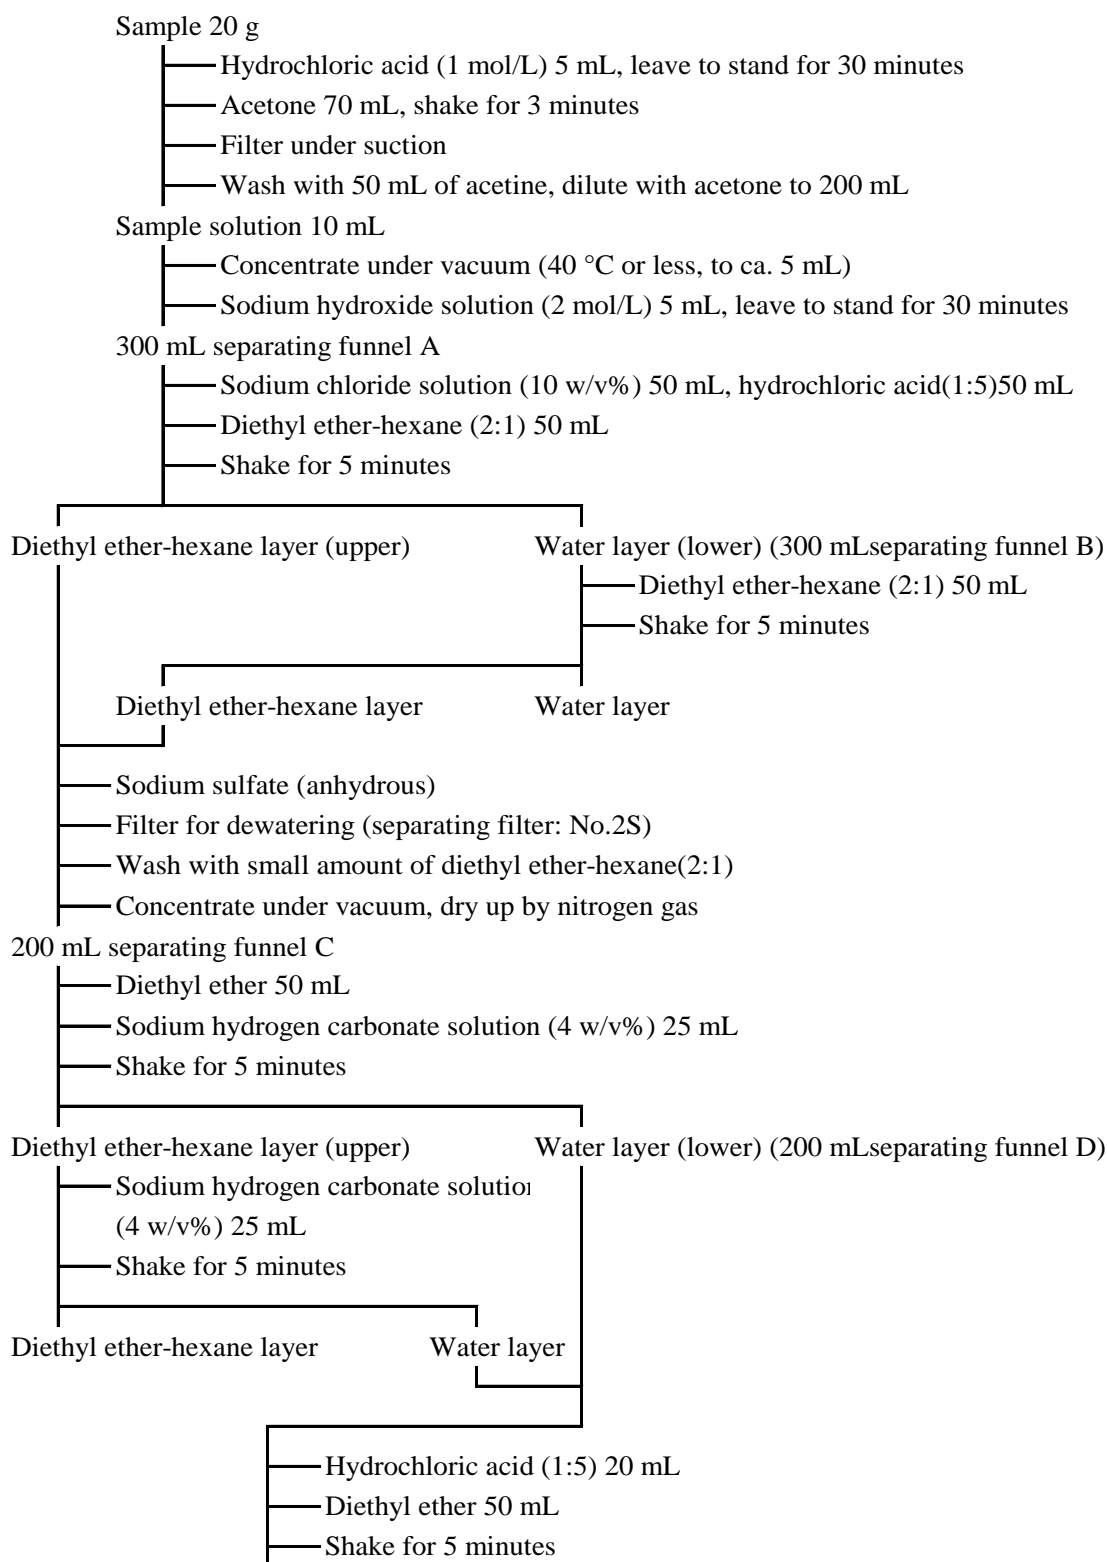 Sample 20 g
Hydrochloric acid (1 mol/L) 5 mL, leave to stand for 30 minutes
Acetone 70 mL, shake for 3 minutes
Filter under suction
Wash with 50 mL of acetine, dilute with acetone to 200 mL
Sample solution 10 mL
Concentrate under vacuum (40 °C or less, to ca. 5 mL)
Sodium hydroxide solution (2 mol/L) 5 mL, leave to stand for 30 minutes
300 mL separating funnel A
Sodium chloride solution (10 w/v%) 50 mL, hydrochloric acid(1:5)50 mL
Diethyl ether-hexane (2:1) 50 mL
Shake for 5 minutes
Diethyl ether-hexane layer (upper)
Water layer (lower) (300 mLseparating funnel B)
Diethyl ether-hexane (2:1) 50 mL
Shake for 5 minutes
Diethyl ether-hexane layer
Water layer
Sodium sulfate (anhydrous)
Filter for dewatering (separating filter: No.2S)
Wash with small amount of diethyl ether-hexane(2:1)
Concentrate under vacuum, dry up by nitrogen gas
200 mL separating funnel C
Diethyl ether 50 mL
Sodium hydrogen carbonate solution (4 w/v%) 25 mL
Shake for 5 minutes
Diethyl ether-hexane layer (upper)
Water layer (lower) (200 mLseparating funnel D)
Sodium hydrogen carbonate solution
(4 w/v%) 25 mL
Shake for 5 minutes
Diethyl ether-hexane layer
Water layer
Hydrochloric acid (1:5) 20 mL
Diethyl ether 50 mL
Shake for 5 minutes